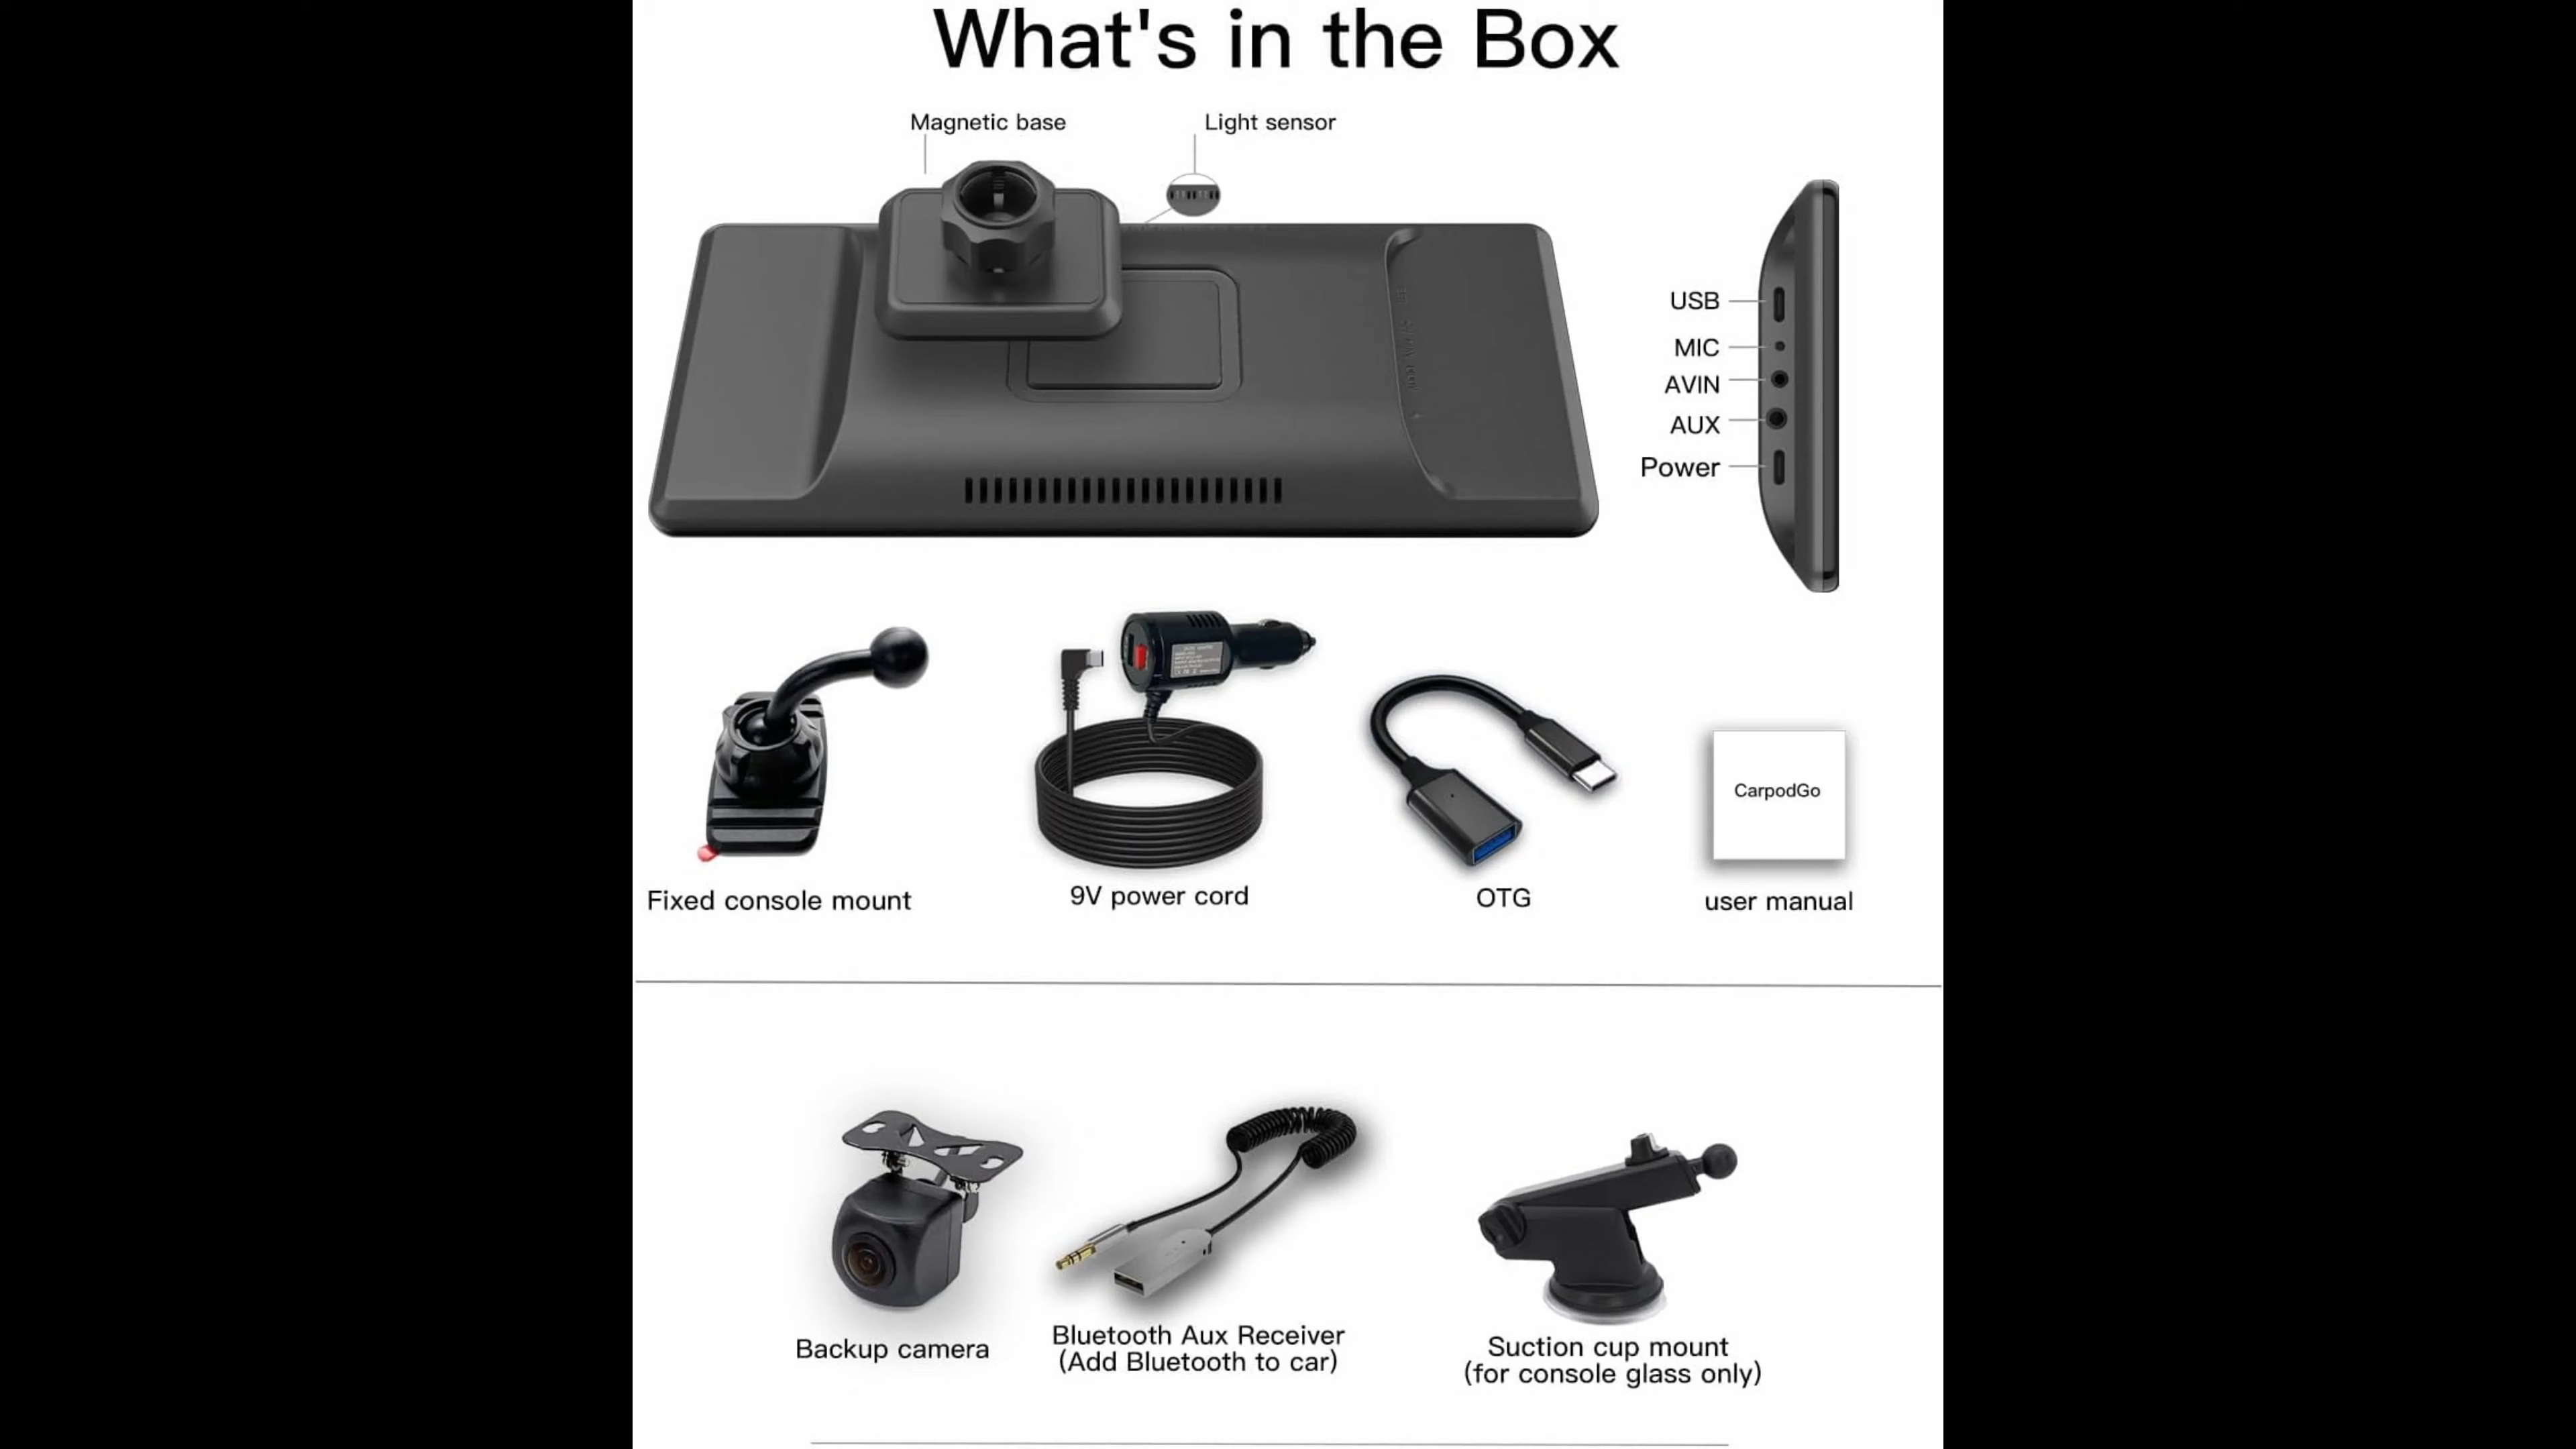 What's in the Box
Magnetic base
Light sensor
USB
MIC
AVIN
AUX
Power
CarpodGo
Fixed console mount
9V power cord
OTG
user manual
Backup camera
Bluetooth Aux Receiver
(Add Bluetooth to car)
Suction cup mount
(for console glass only)